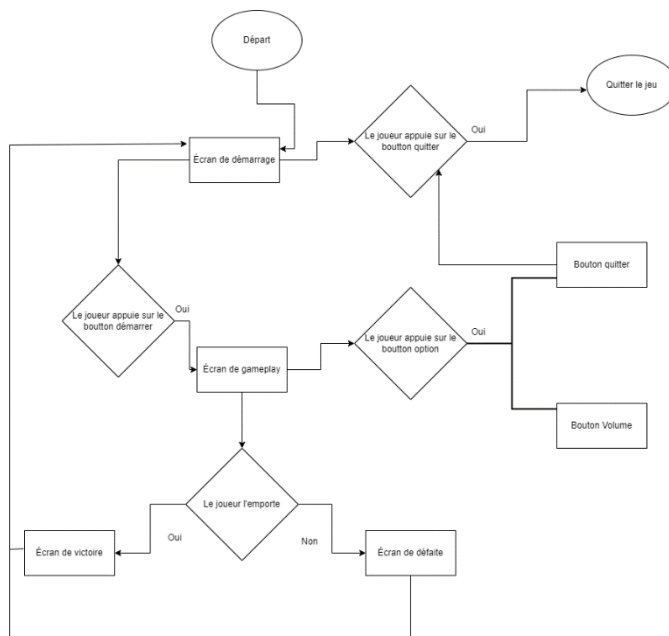 Départ
Quitter le jeu
Le joueur appuie sur le
boutton quitter
Oui
Écran de démarrage
Bouton quitter
Le joueur appuie sur le
boutton démarrer
Oui
Le joueur appuie sur le
boutton option
Oui
Écran de gameplay
Bouton Volume
Le joueur l'emporte
Oui
Non
Écran de victoire
Écran de défaite